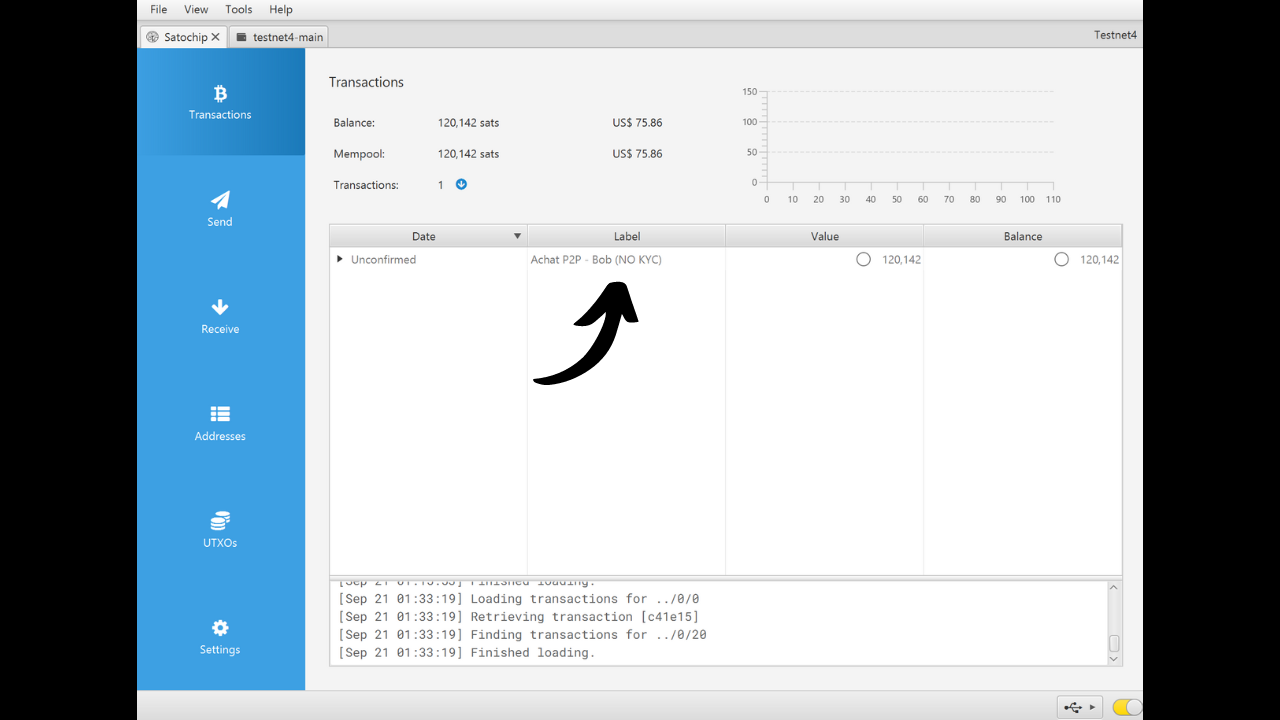 File View Tools Help
Satochip testnet4-main Testnet4
Transactions
Send
Receive
Addresses
UTXOs
Settings
Transactions
Balance: 120,142 sats US$ 75.86
Mempool: 120,142 sats US$ 75.86
Transactions: 1
150
100
50
0
0 10 20 30 40 50 60 70 80 90 100 110
Date Label Value Balance
Unconfirmed Achat P2P - Bob (NO KYC) 120,142 120,142
[Sep 21 01:13:33] Finished loading.
[Sep 21 01:33:19] Loading transactions for ../0/0
[Sep 21 01:33:19] Retrieving transaction [c41e15]
[Sep 21 01:33:19] Finding transactions for ../0/20
[Sep 21 01:33:19] Finished loading.